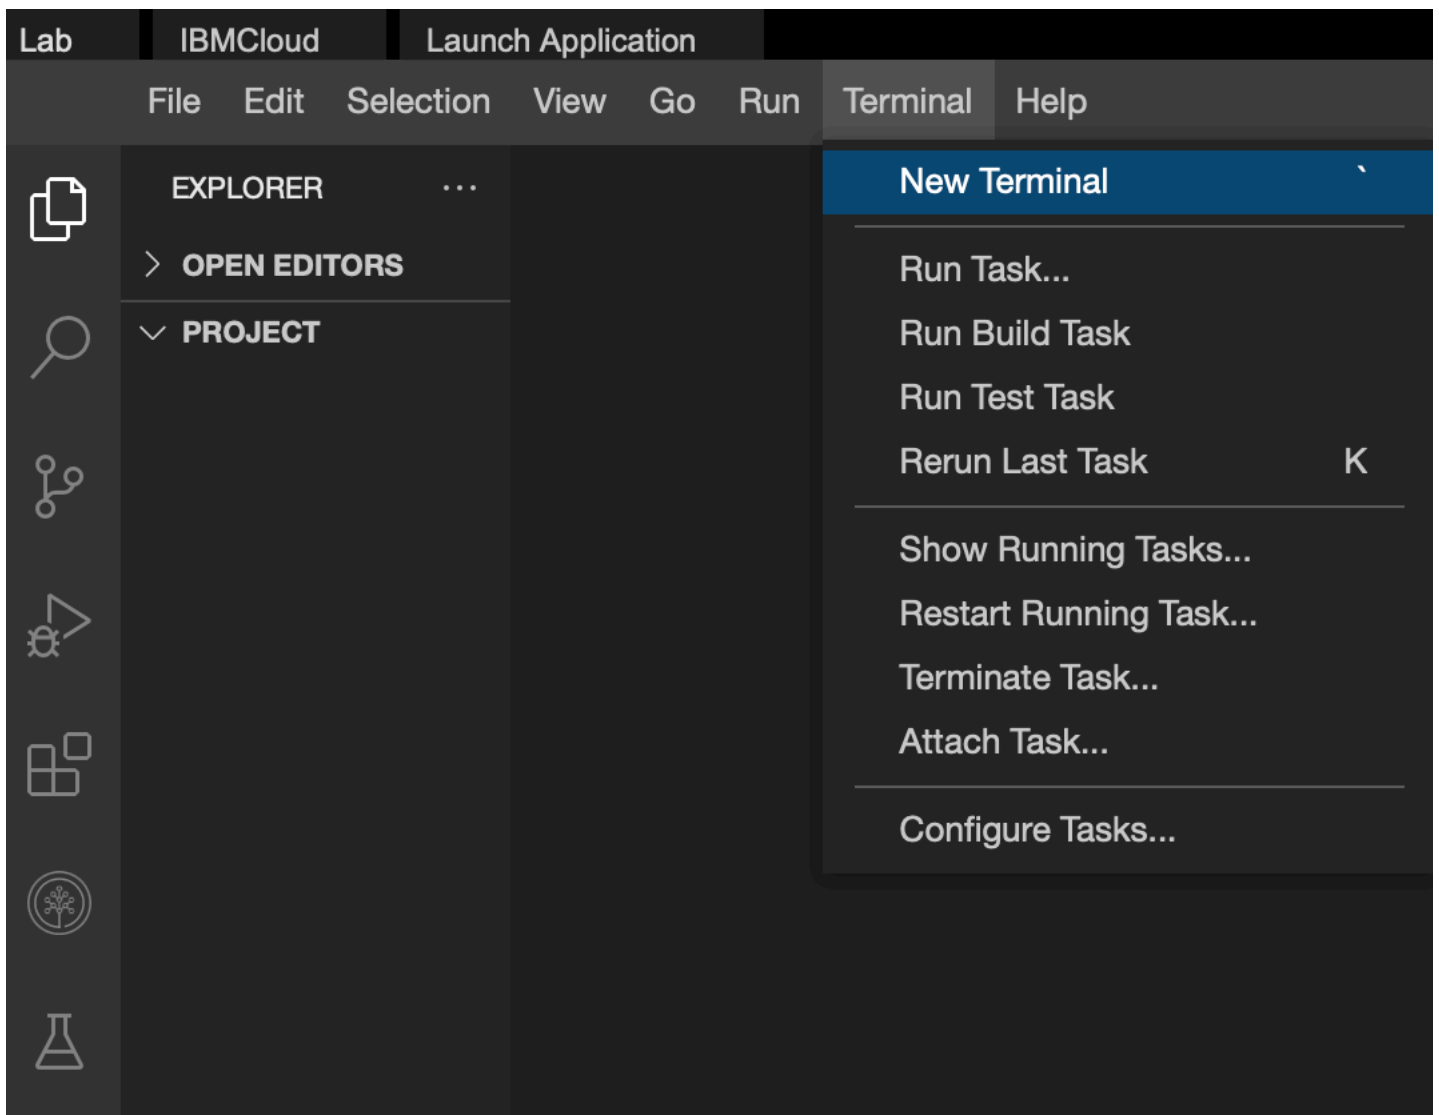 Lab IBMCloud Launch Application
File Edit Selection View Go Run Terminal Help
EXPLORER ...
OPEN EDITORS
PROJECT
New Terminal `
Run Task...
Run Build Task
Run Test Task
Rerun Last Task K
Show Running Tasks...
Restart Running Task...
Terminate Task...
Attach Task...
Configure Tasks...